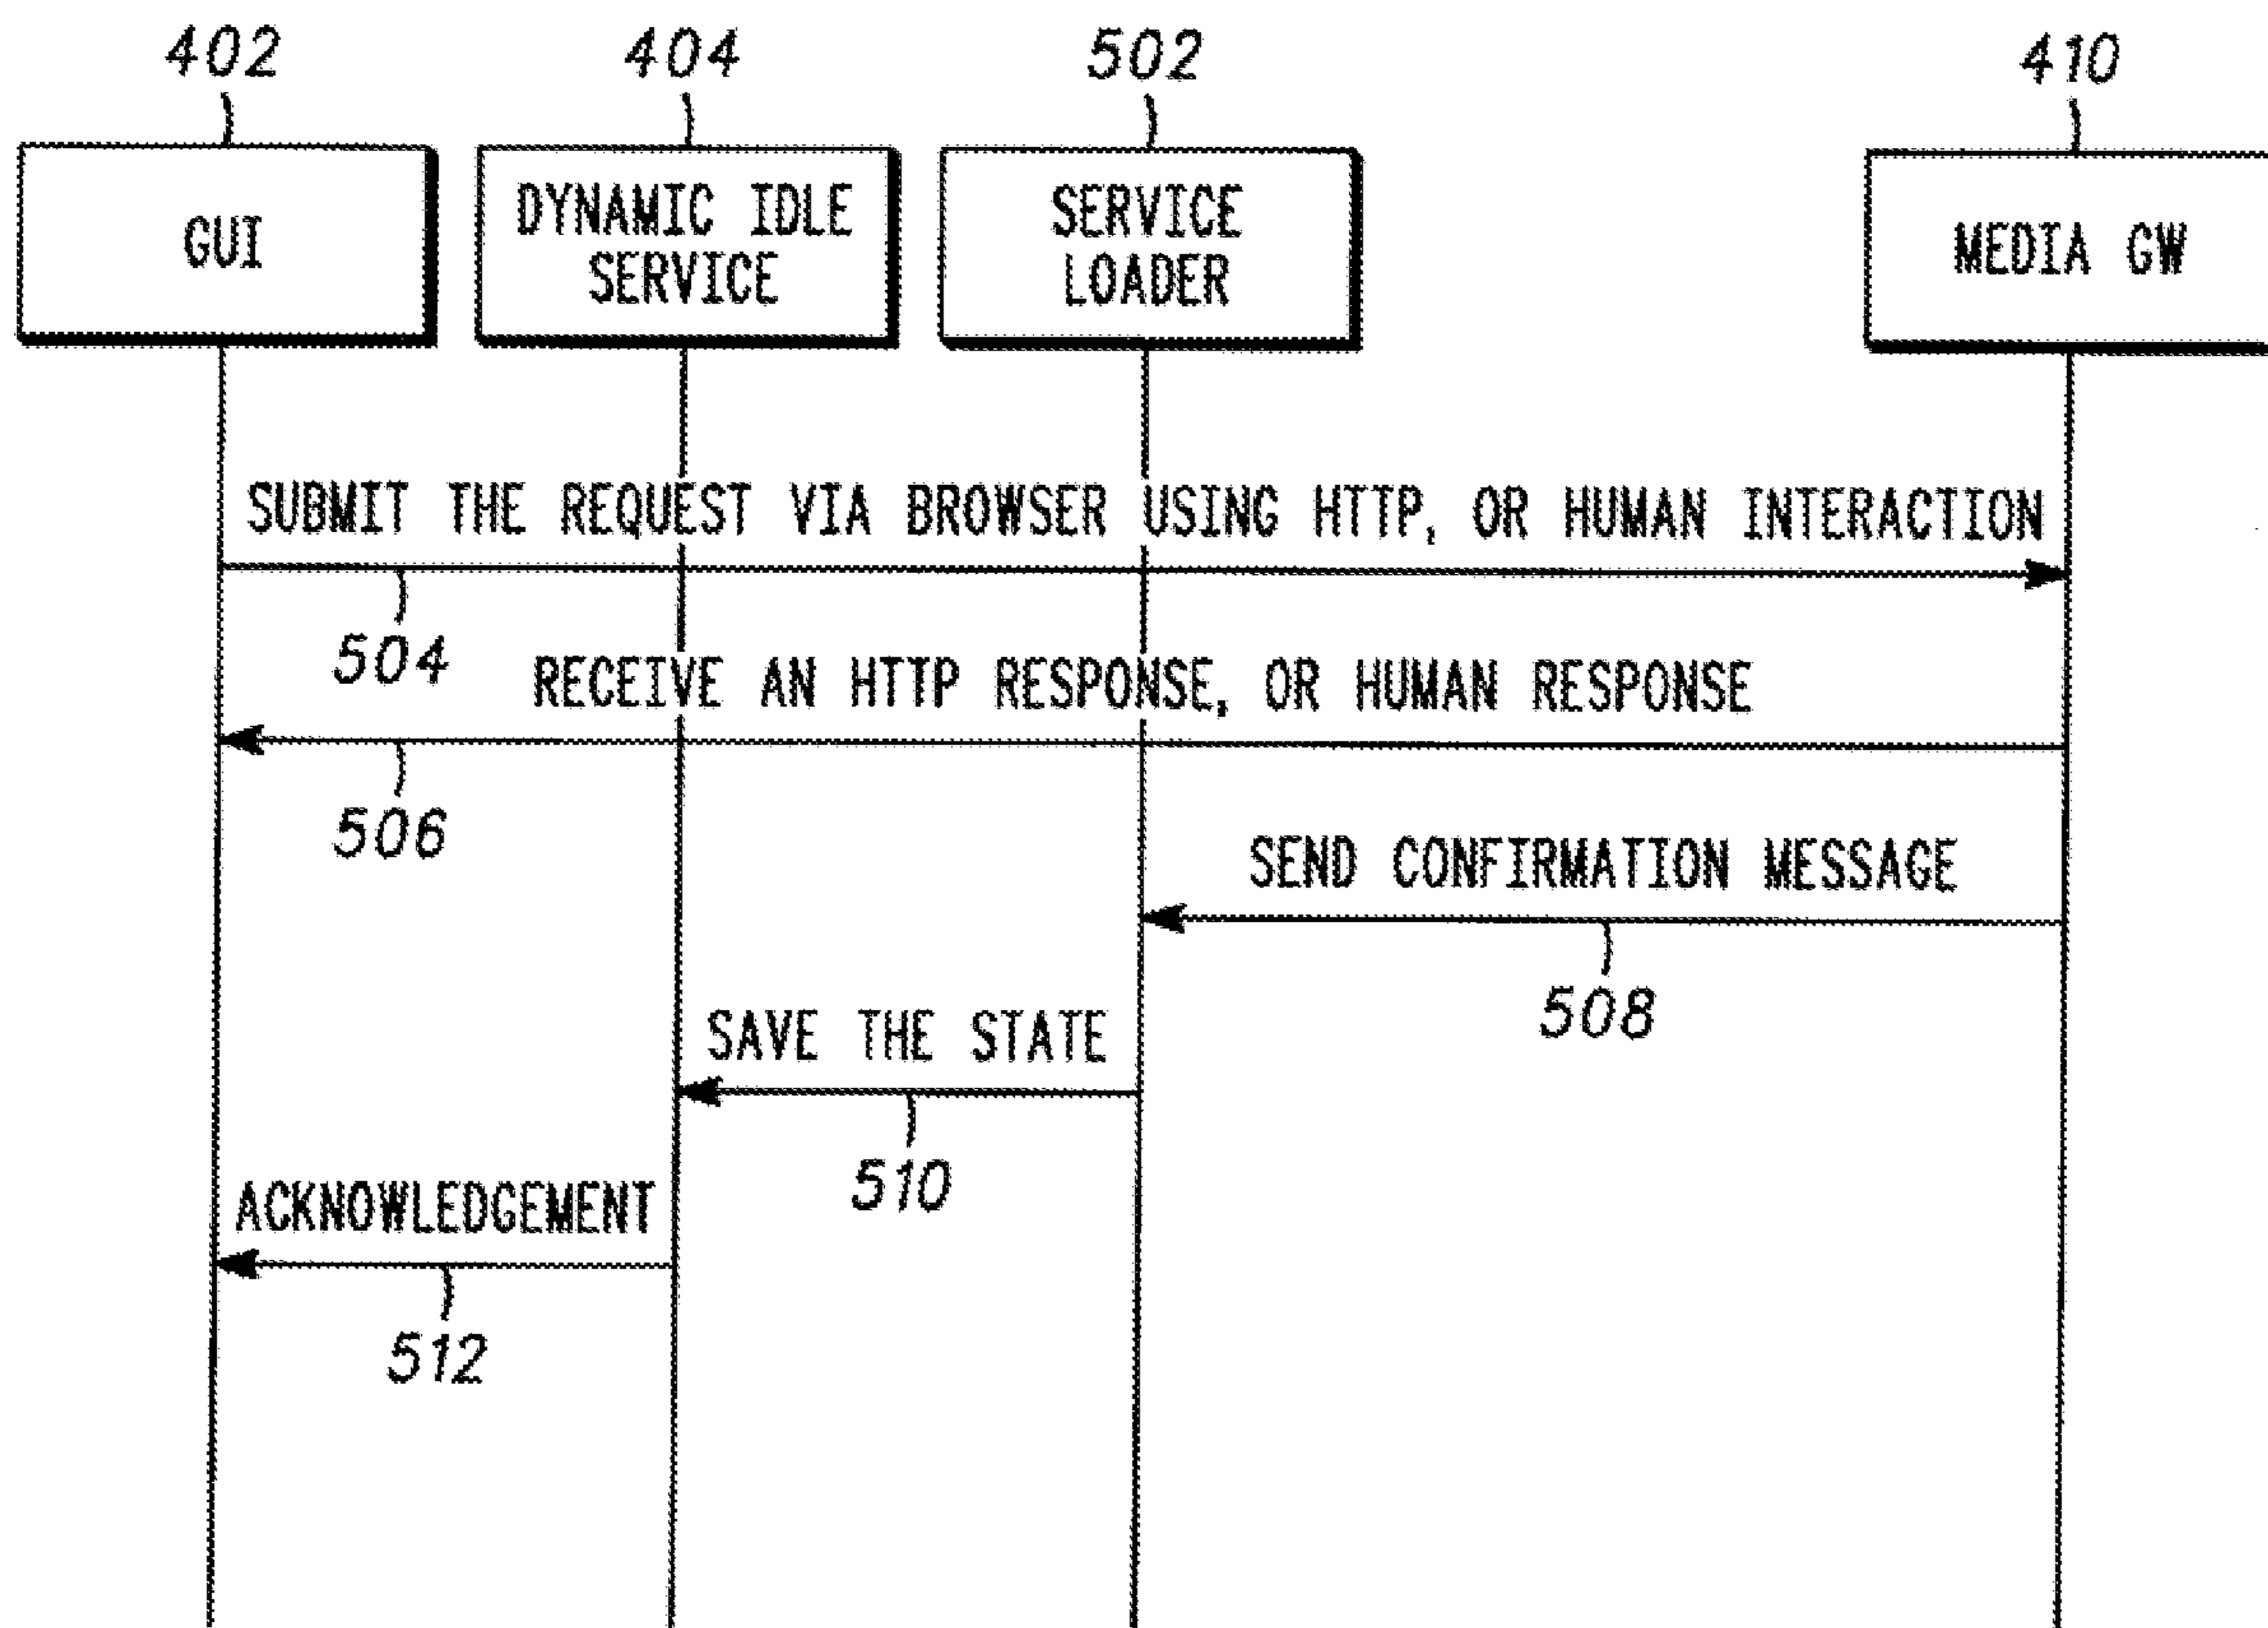 402
404
502
410
GUI
DYNAMIC IDLE
SERVICE
SERVICE
LOADER
MEDIA GW
SUBMIT THE REQUEST VIA BROWSER USING HTTP, OR HUMAN INTERACTION
504
RECEIVE AN HTTP RESPONSE, OR HUMAN RESPONSE
506
SEND CONFIRMATION MESSAGE
508
SAVE THE STATE
510
ACKNOWLEDGEMENT
512